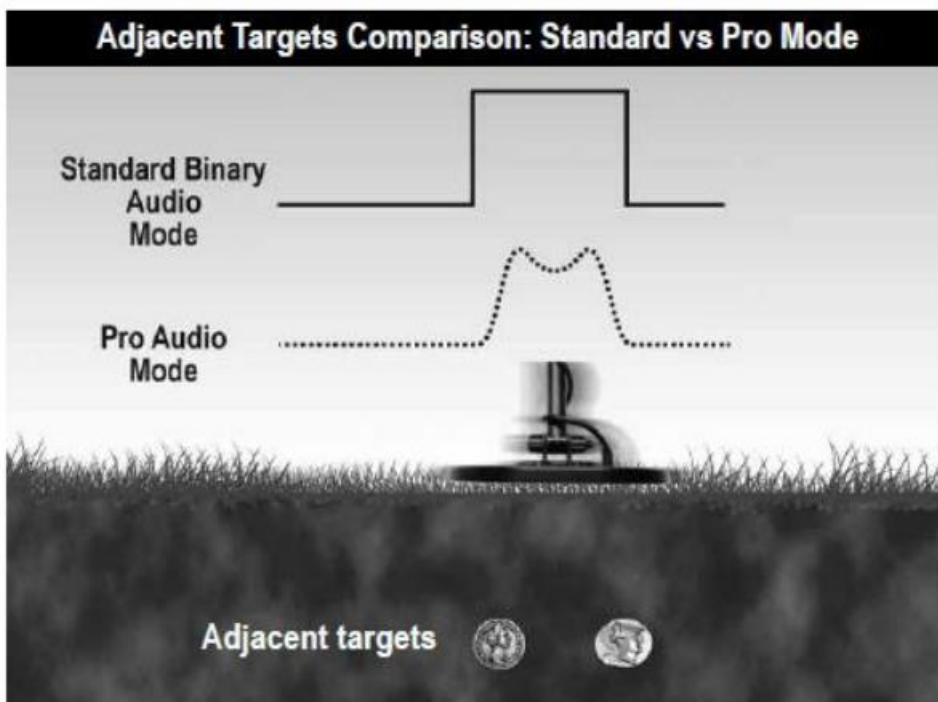 Adjacent Targets Comparison: Standard vs Pro Mode
Standard Binary
Audio
Mode
Pro Audio
Mode
Adjacent targets